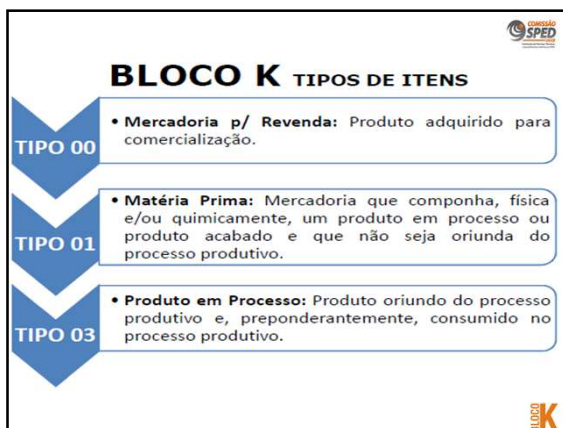 COMISSÃO
SPED
BLOCO K TIPOS DE ITENS
TIPO 00
• Mercadoria p/ Revenda: Produto adquirido para
comercialização.
TIPO 01
• Matéria Prima: Mercadoria que componha, física
e/ou quimicamente, um produto em processo ou
produto acabado e que não seja oriunda do
processo produtivo.
TIPO 03
• Produto em Processo: Produto oriundo do processo
produtivo e, preponderantemente, consumido no
processo produtivo.
BLOCO K